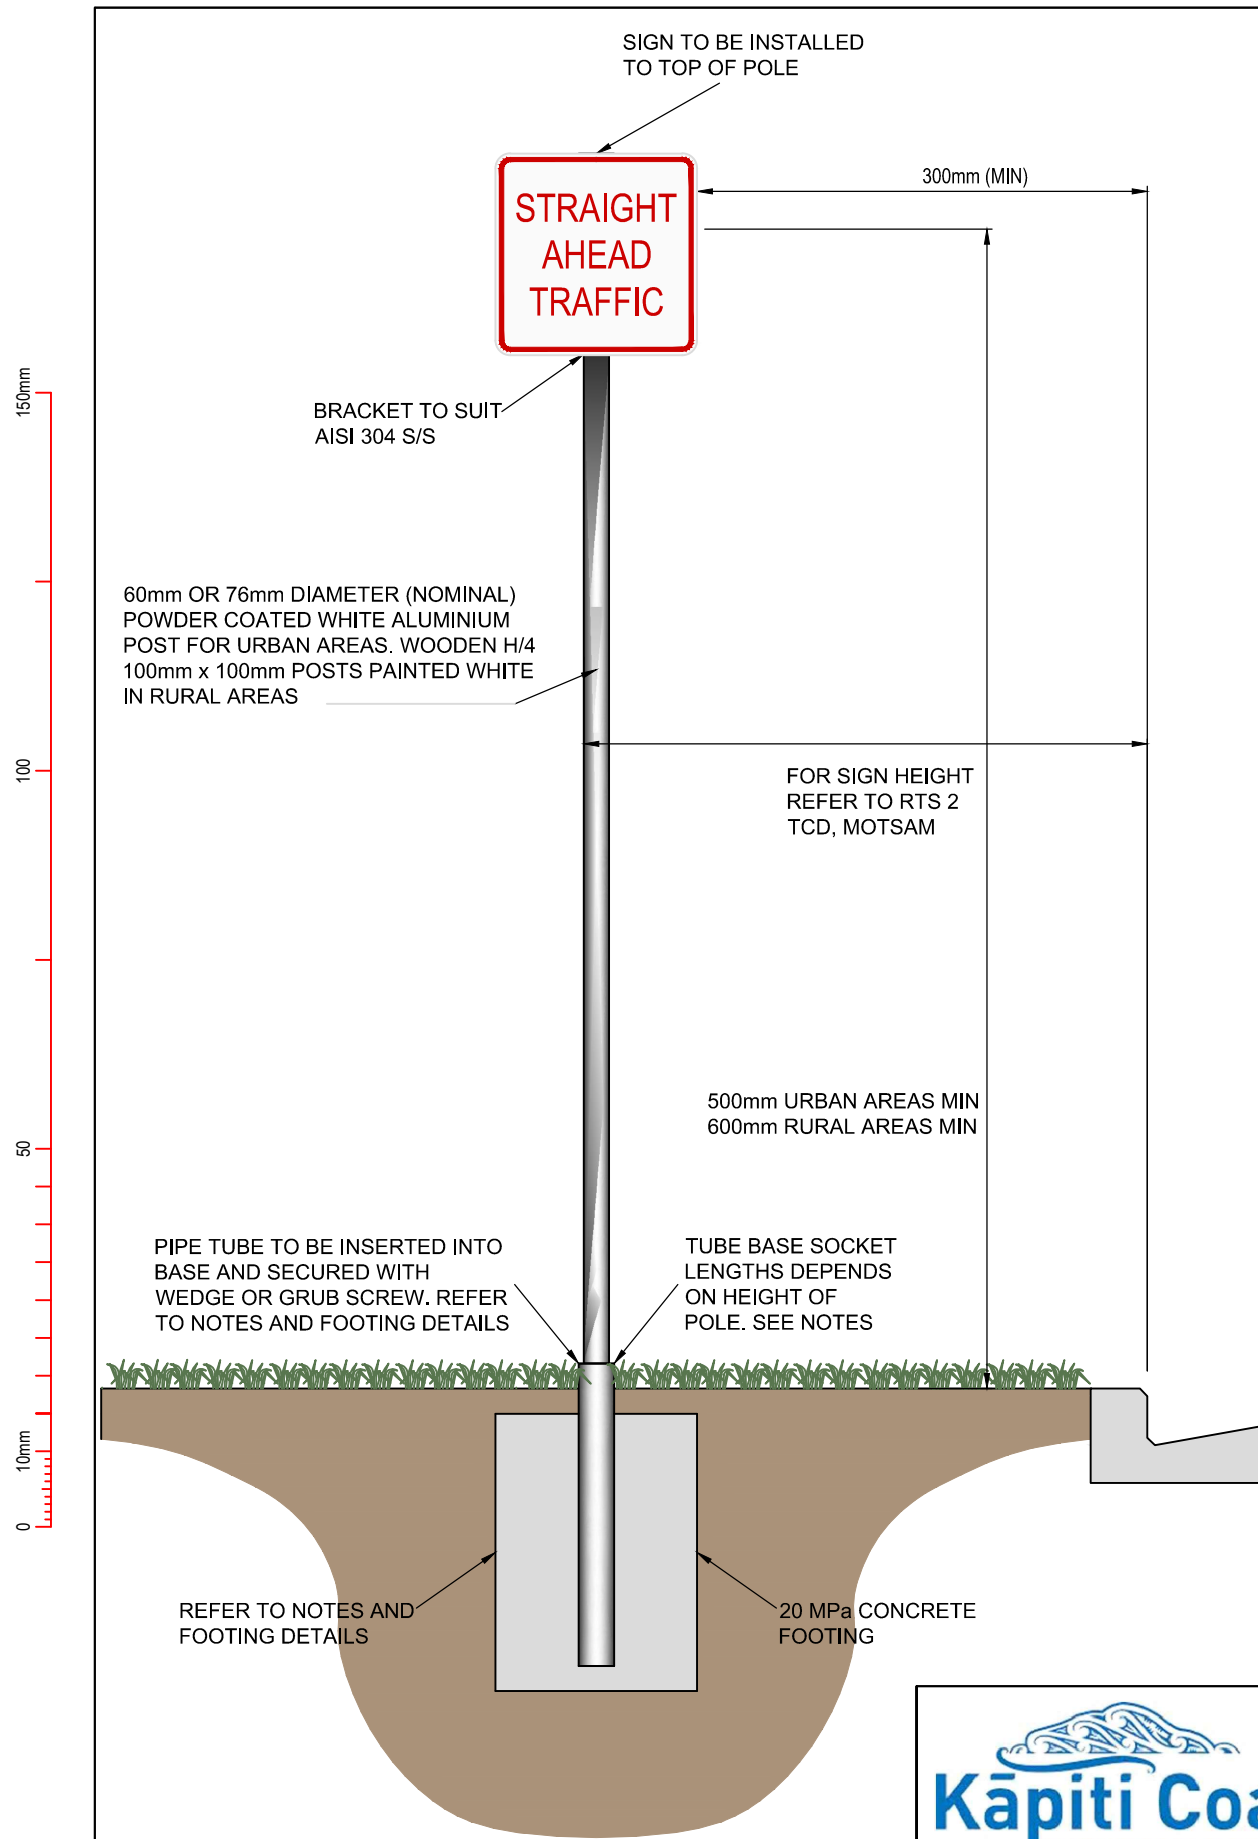 SIGN TO BE INSTALLED
TO TOP OF POLE
300mm (MIN)
STRAIGHT
AHEAD
TRAFFIC
150mm
BRACKET TO SUIT
AISI 304 S/S
60mm OR 76mm DIAMETER (NOMINAL)
POWDER COATED WHITE ALUMINIUM
POST FOR URBAN AREAS. WOODEN H/4
100mm x 100mm POSTS PAINTED WHITE
IN RURAL AREAS
100
FOR SIGN HEIGHT
REFER TO RTS 2
TCD, MOTSAM
500mm URBAN AREAS MIN
600mm RURAL AREAS MIN
50
PIPE TUBE TO BE INSERTED INTO
BASE AND SECURED WITH
WEDGE OR GRUB SCREW. REFER
TO NOTES AND FOOTING DETAILS
TUBE BASE SOCKET
LENGTHS DEPENDS
ON HEIGHT OF
POLE. SEE NOTES
10mm
0
REFER TO NOTES AND
FOOTING DETAILS
20 MPa CONCRETE
FOOTING
Kāpiti Coa